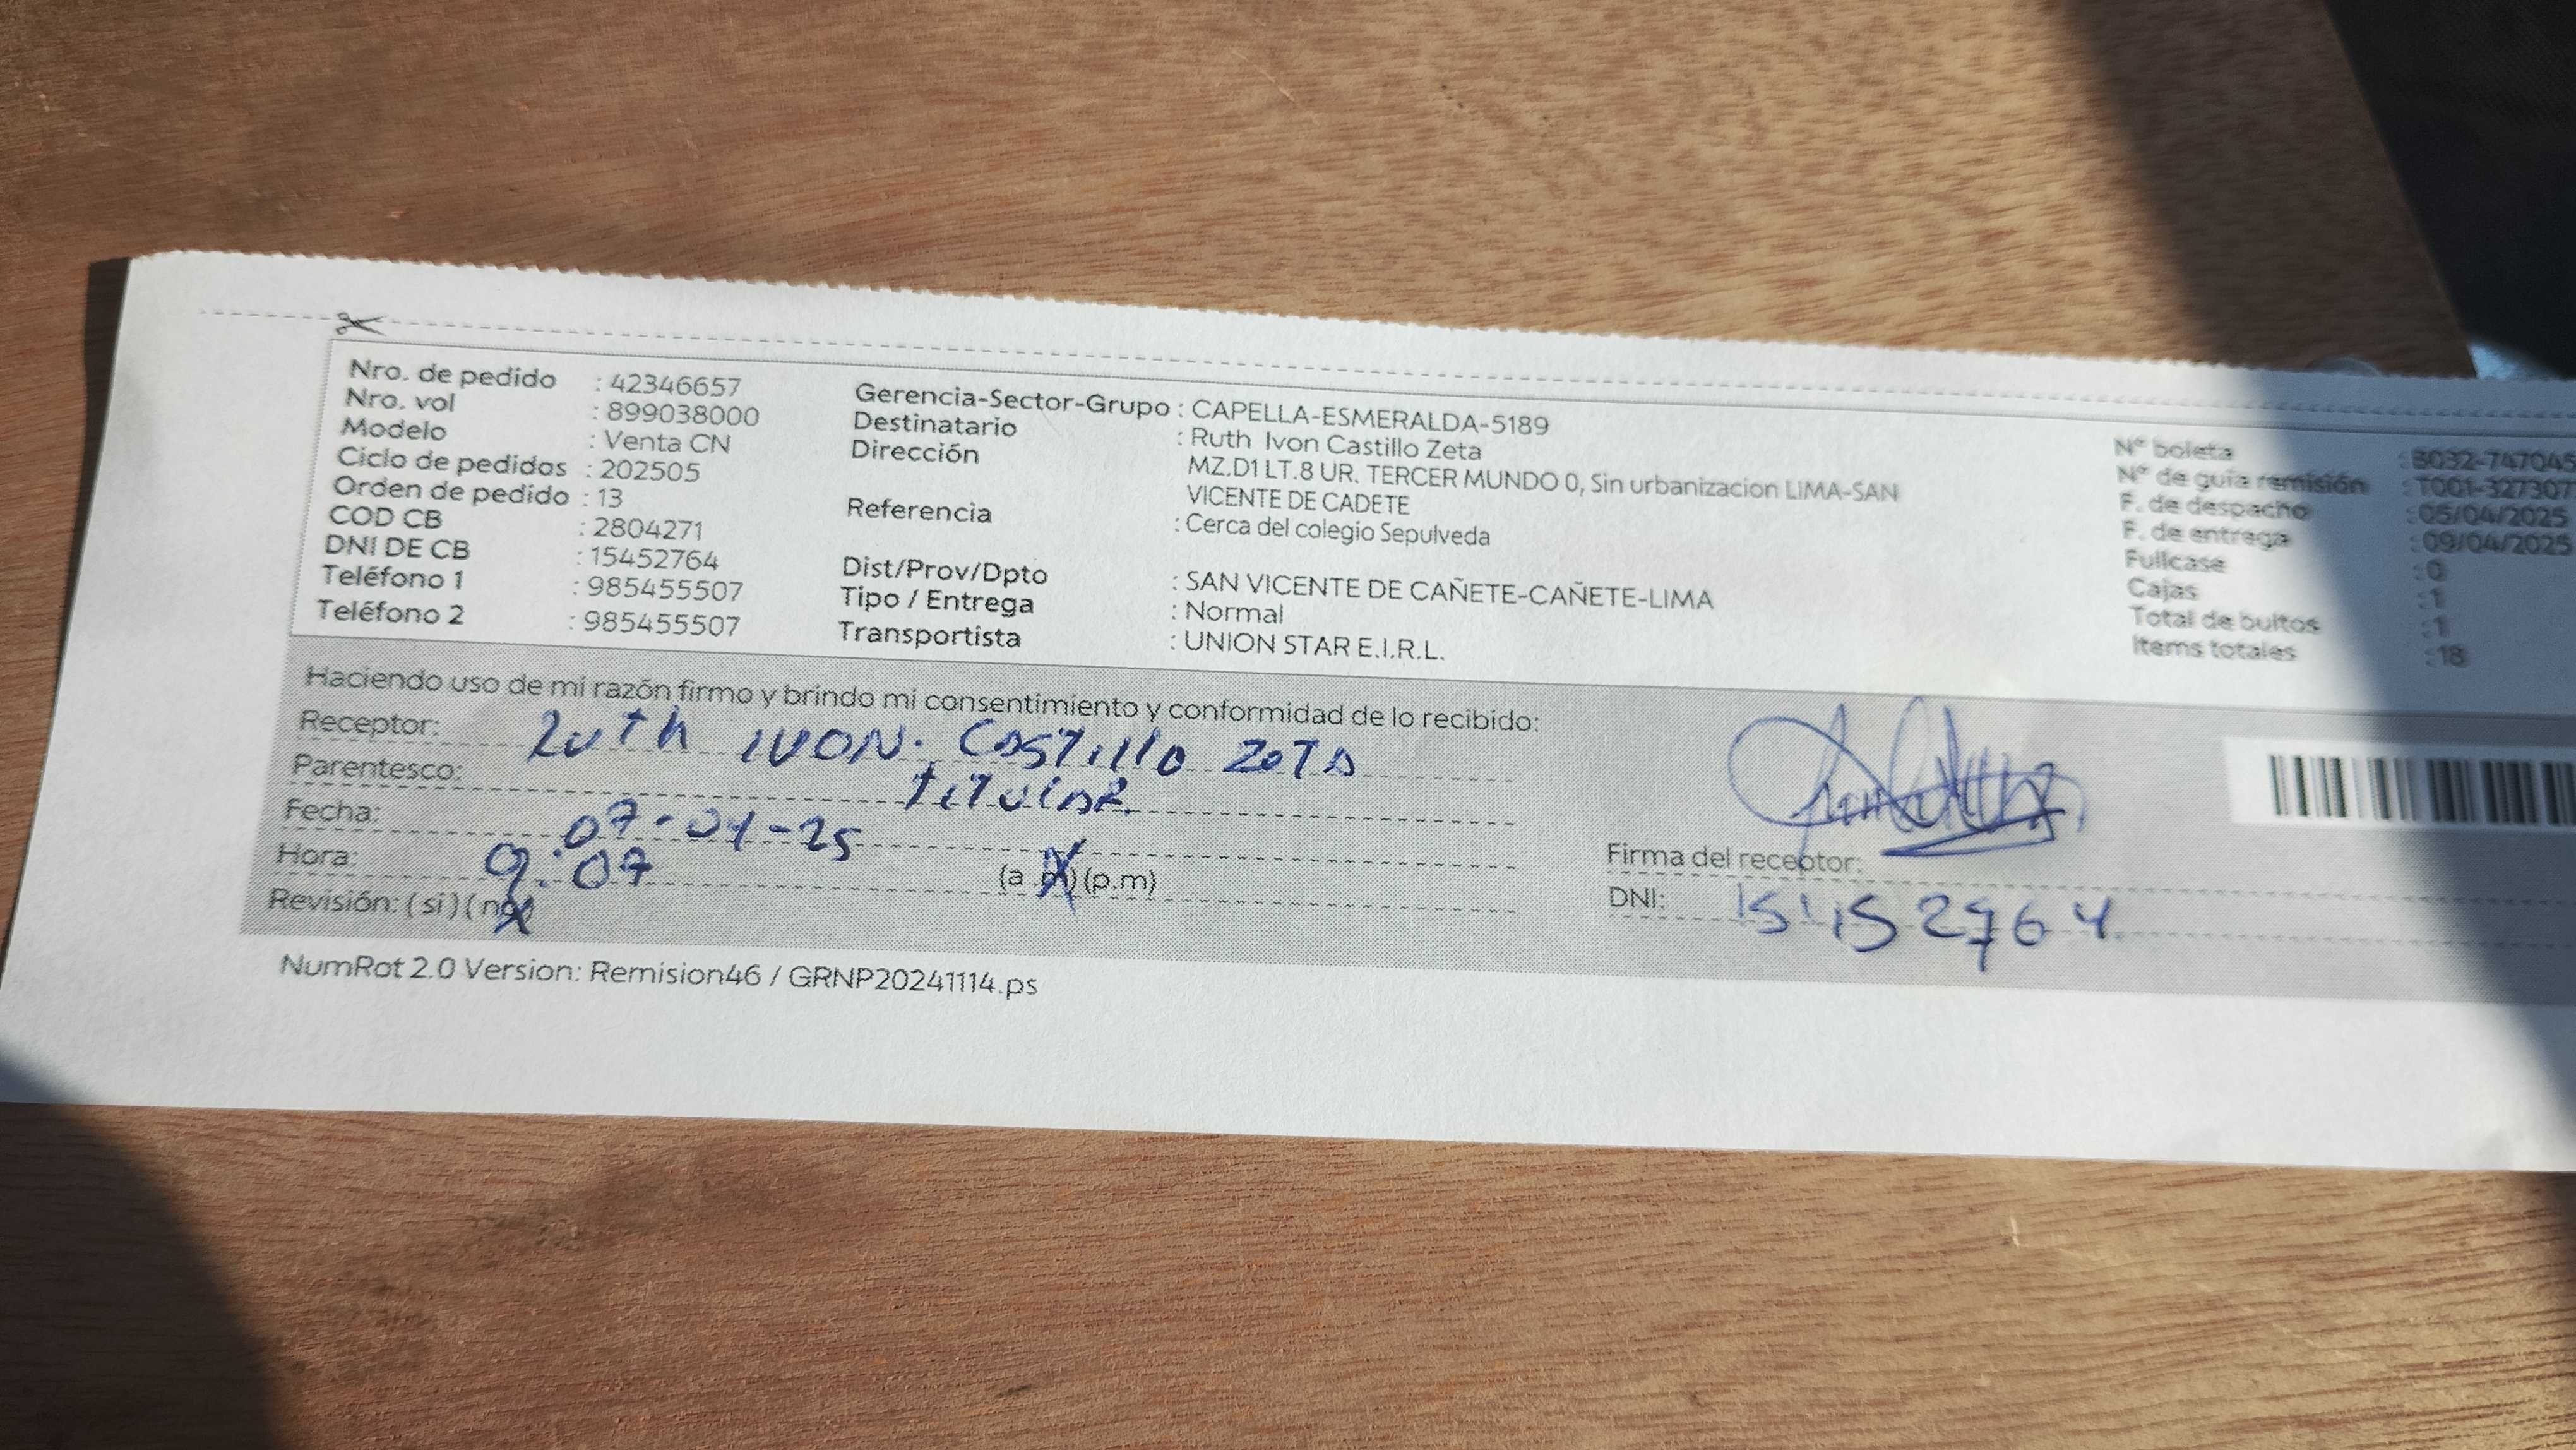 Nro. de pedido : 42346657
Nro. vol : 899038000
Modelo : Venta CN
Ciclo de pedidos : 202505
Orden de pedido : 13
COD CB : 2804271
DNI DE CB : 15452764
Teléfono 1 : 985455507
Teléfono 2 : 985455507
Gerencia-Sector-Grupo : CAPELLA-ESMERALDA-5189
Destinatario : Ruth Ivon Castillo Zeta
Dirección MZ.D1 LT.8 UR. TERCER MUNDO 0, Sin urbanizacion LIMA-SAN
VICENTE DE CADETE
Referencia : Cerca del colegio Sepulveda
Dist/Prov/Dpto : SAN VICENTE DE CAÑETE-CAÑETE-LIMA
Tipo / Entrega : Normal
Transportista : UNION STAR E.I.R.L.
N° boleta : B032-747045
N° de guía remisión : T001-327307
F. de despacho : 05/04/2025
F. de entrega : 09/04/2025
Fullcase : 0
Cajas : 1
Total de bultos : 1
Items totales : 18
Haciendo uso de mi razón firmo y brindo mi consentimiento y conformidad de lo recibido:
Receptor: Ruth IVON. Castillo Zeta
Parentesco: titular.
Fecha: 07-04-25
Hora: 9:07 (a.m) (p.m)
Revisión: (si) (no)
Firma del receptor:
DNI: 15452764.
NumRot 2.0 Version: Remision46 / GRNP20241114.ps